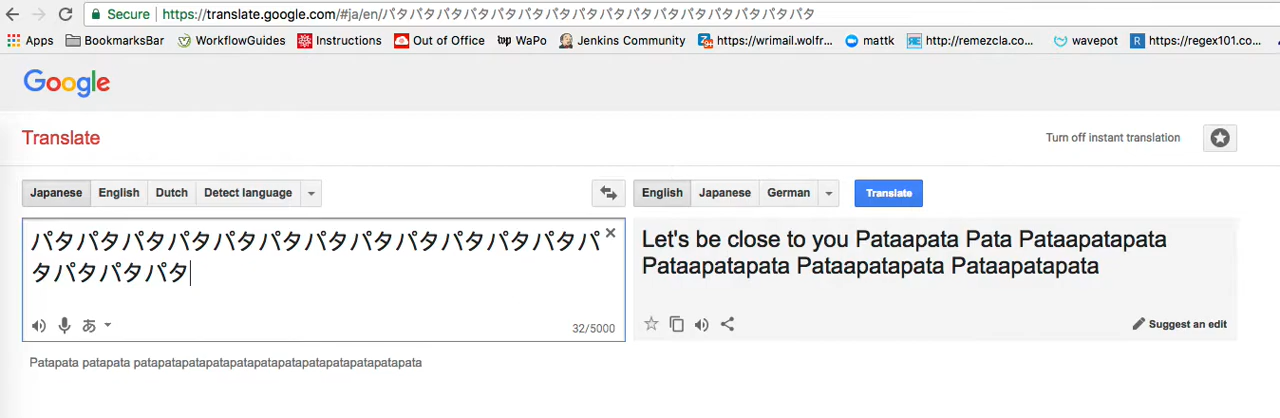 Secure https://translate.google.com/#ja/en/パタパタパタパタパタパタパタパタパタパタパタパタパタパタパタパタ
Apps BookmarksBar WorkflowGuides Instructions Out of Office wp WaPo Jenkins Community https://wrimail.wolfr... mattk http://remezcla.co... wavepot R https://regex101.co...
Google
Translate Turn off instant translation
Japanese English Dutch Detect language English Japanese German Translate
パタパタパタパタパタパタパタパタパタパタパタパタパ
タパタパタパタ
Let's be close to you Pataapata Pata Pataapatapata
Pataapatapata Pataapatapata Pataapatapata
あ 32/5000 Suggest an edit
Patapata patapata patapatapatapatapatapatapatapatapatapatapatapata